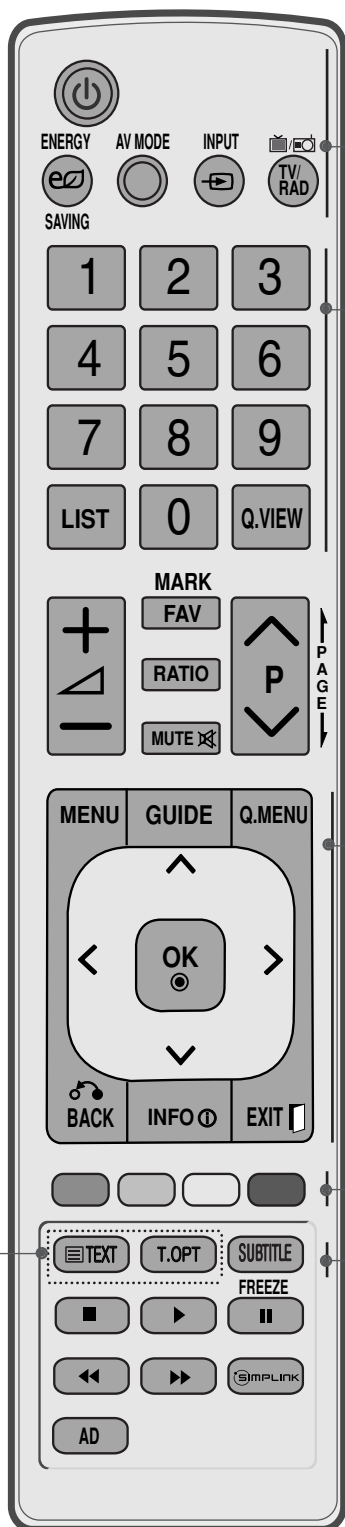 ENERGY AV MODE INPUT
TV/
RAD
SAVING
1 2 3
4 5 6
7 8 9
LIST 0 Q.VIEW
MARK
FAV
RATIO
MUTE
P
PAGE
MENU GUIDE Q.MENU
OK
BACK INFO EXIT
TEXT T.OPT SUBTITLE
FREEZE
SIMPLINK
AD